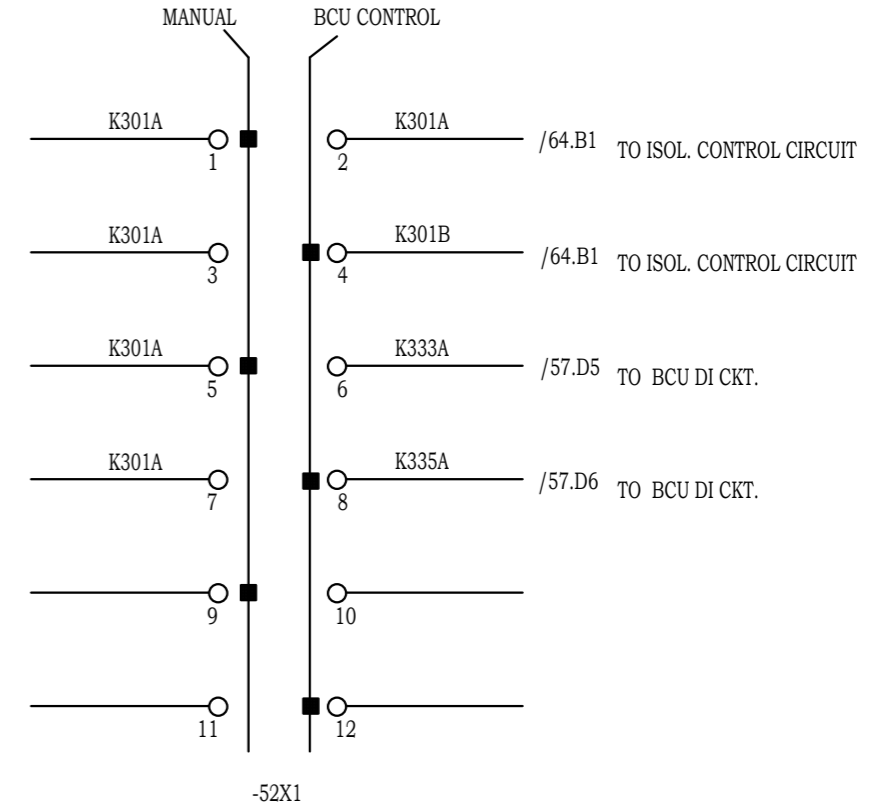 MANUAL BCU CONTROL
K301A K301A /64.B1 TO ISOL. CONTROL CIRCUIT
1 2
K301A K301B /64.B1 TO ISOL. CONTROL CIRCUIT
3 4
K301A K333A /57.D5 TO BCU DI CKT.
5 6
K301A K335A /57.D6 TO BCU DI CKT.
7 8
9 10
11 12
-52X1